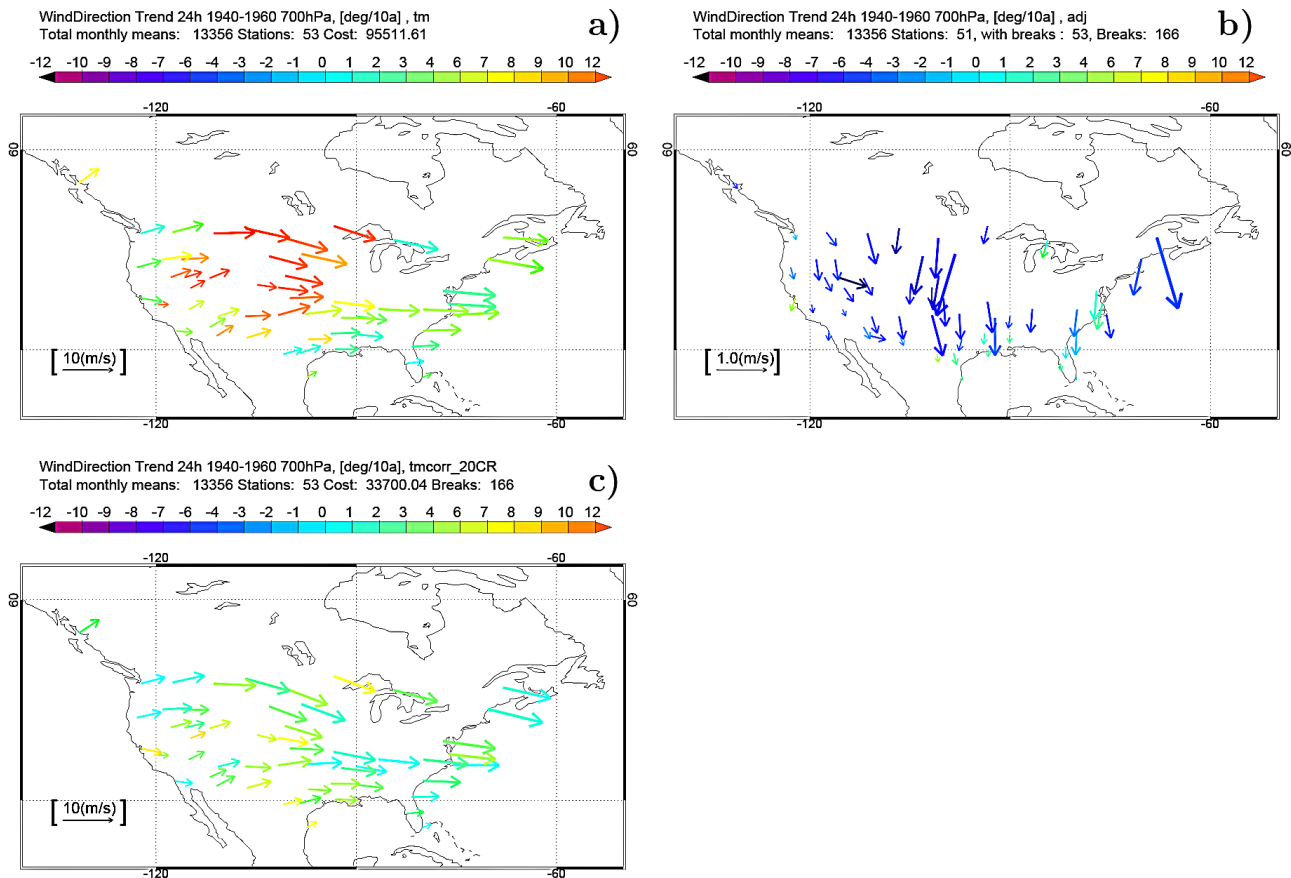 WindDirection Trend 24h 1940-1960 700hPa, [deg/10a] , tm
Total monthly means: 13356 Stations: 53 Cost: 95511.61
a)
-12 -10 -9 -8 -7 -6 -5 -4 -3 -2 -1 0 1 2 3 4 5 6 7 8 9 10 12
-120 -60
60 60
[ 10(m/s) ]
-120 -60
WindDirection Trend 24h 1940-1960 700hPa, [deg/10a] , adj
Total monthly means: 13356 Stations: 51, with breaks : 53, Breaks: 166
b)
-12 -10 -9 -8 -7 -6 -5 -4 -3 -2 -1 0 1 2 3 4 5 6 7 8 9 10 12
-120 -60
60 60
[ 1.0(m/s) ]
-120 -60
WindDirection Trend 24h 1940-1960 700hPa, [deg/10a], tmcorr_20CR
Total monthly means: 13356 Stations: 53 Cost: 33700.04 Breaks: 166
c)
-12 -10 -9 -8 -7 -6 -5 -4 -3 -2 -1 0 1 2 3 4 5 6 7 8 9 10 12
-120 -60
60 60
[ 10(m/s) ]
-120 -60